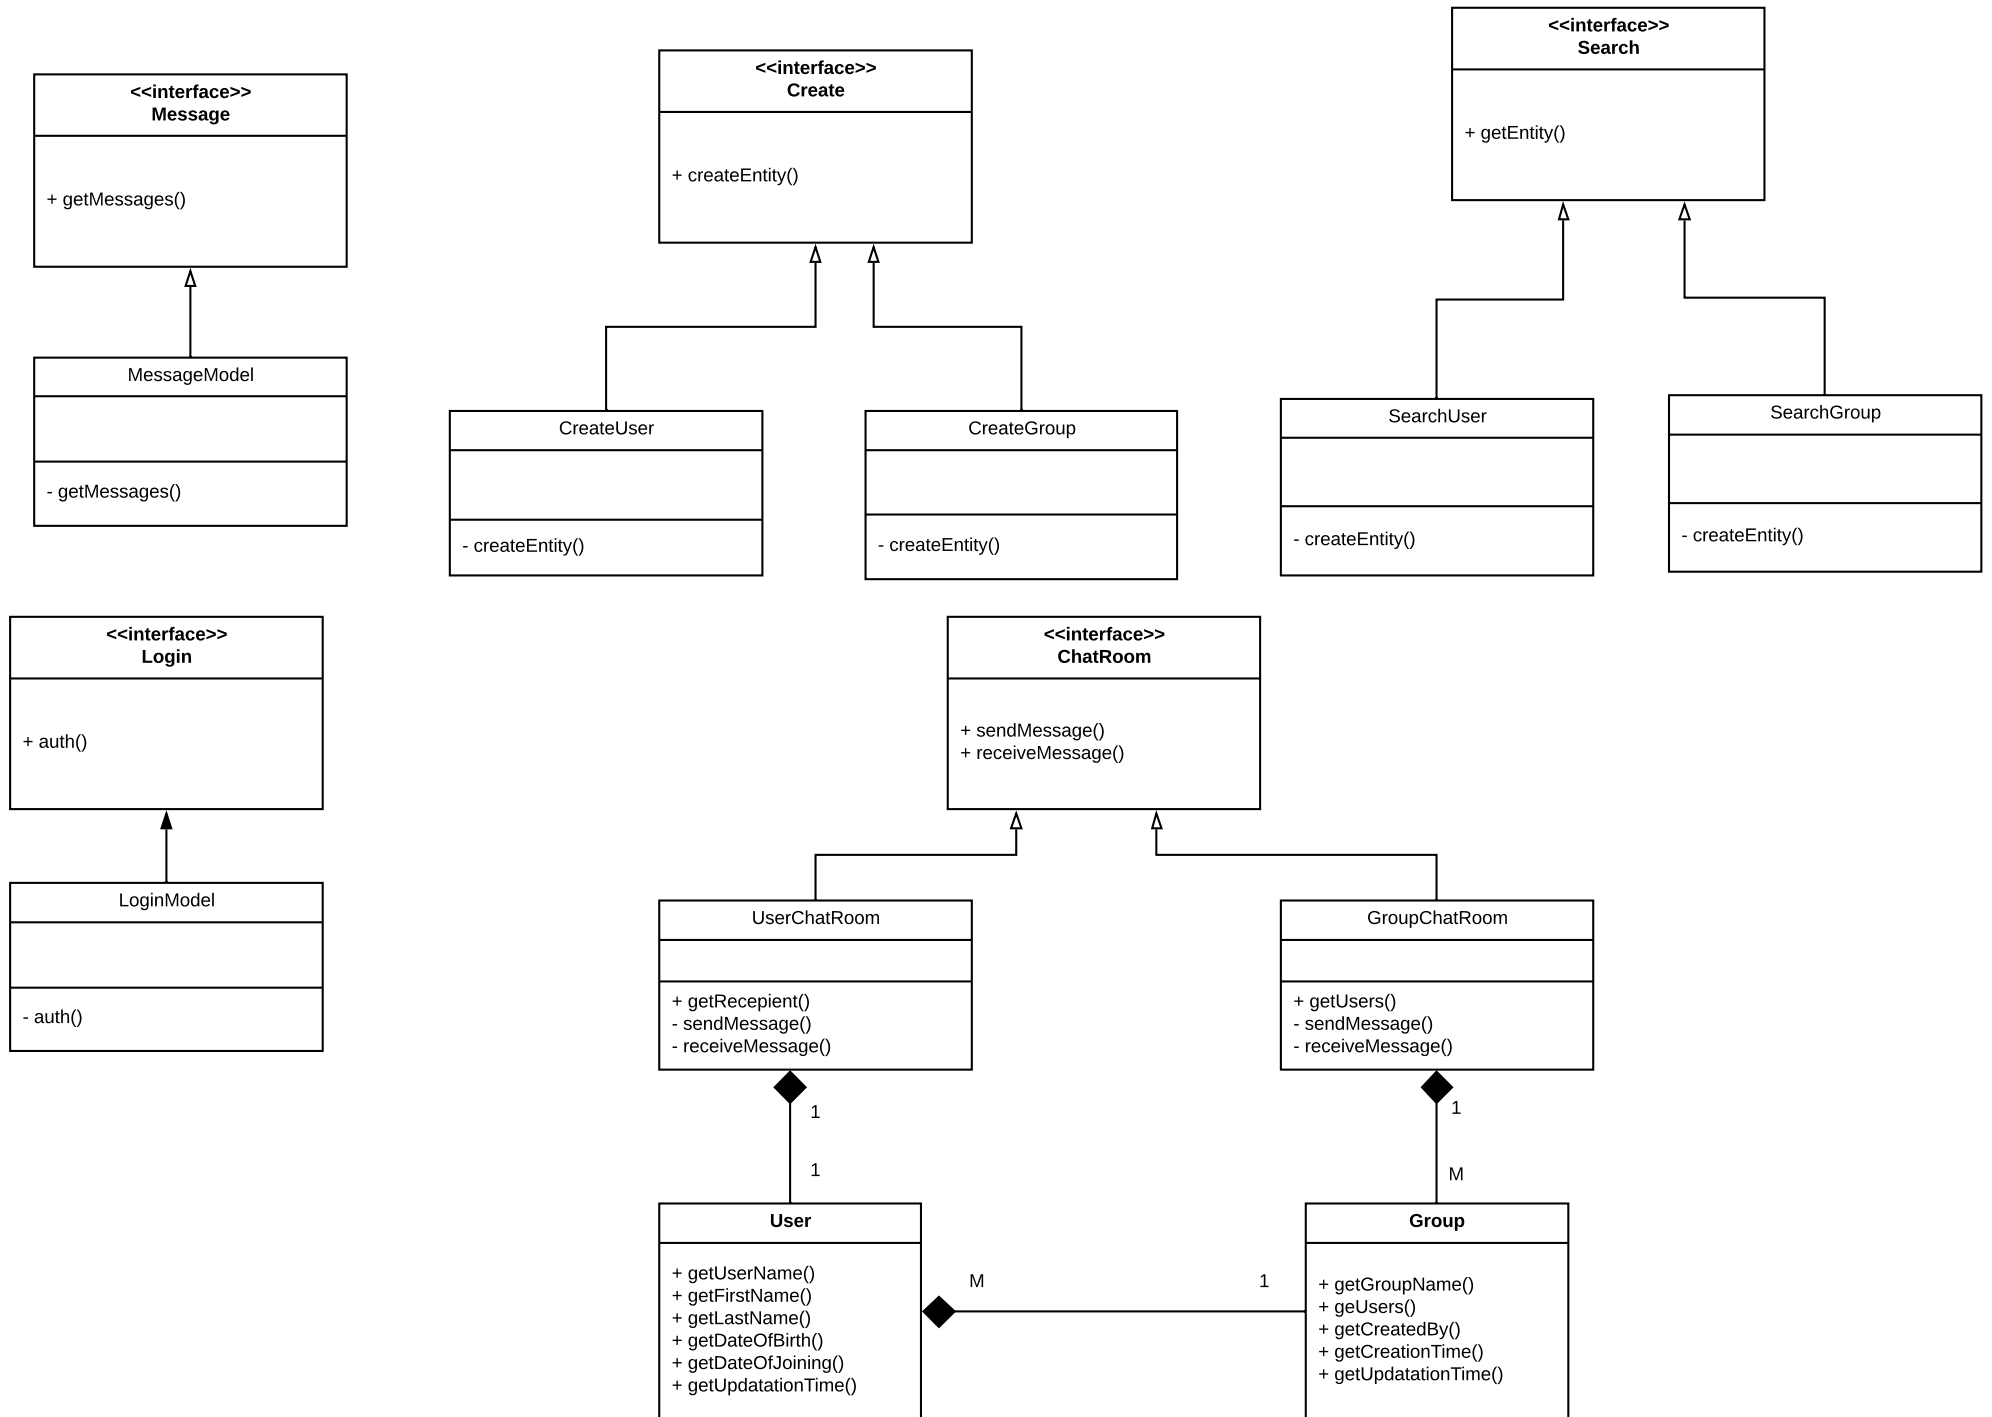 <<interface>>
Message
+ getMessages()
MessageModel
- getMessages()
<<interface>>
Create
+ createEntity()
CreateUser
- createEntity()
CreateGroup
- createEntity()
<<interface>>
Search
+ getEntity()
SearchUser
- createEntity()
SearchGroup
- createEntity()
<<interface>>
Login
+ auth()
LoginModel
- auth()
<<interface>>
ChatRoom
+ sendMessage()
+ receiveMessage()
UserChatRoom
+ getRecepient()
- sendMessage()
- receiveMessage()
GroupChatRoom
+ getUsers()
- sendMessage()
- receiveMessage()
1
1
1
M
User
+ getUserName()
+ getFirstName()
+ getLastName()
+ getDateOfBirth()
+ getDateOfJoining()
+ getUpdatationTime()
M
1
Group
+ getGroupName()
+ geUsers()
+ getCreatedBy()
+ getCreationTime()
+ getUpdatationTime()